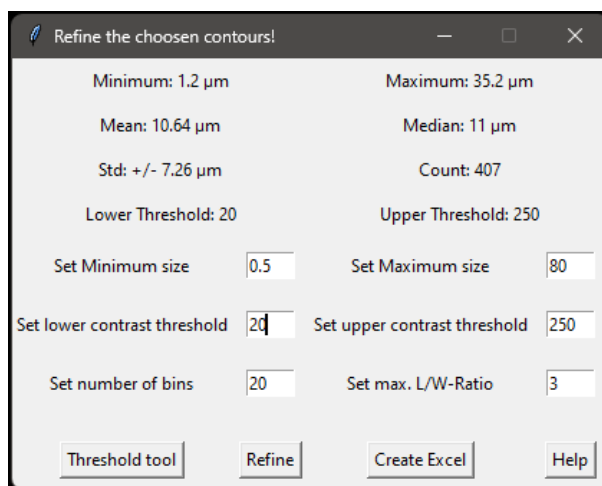 Refine the choosen contours!
Minimum: 1.2 µm Maximum: 35.2 µm
Mean: 10.64 µm Median: 11 µm
Std: +/- 7.26 µm Count: 407
Lower Threshold: 20 Upper Threshold: 250
Set Minimum size 0.5 Set Maximum size 80
Set lower contrast threshold 20 Set upper contrast threshold 250
Set number of bins 20 Set max. L/W-Ratio 3
Threshold tool Refine Create Excel Help